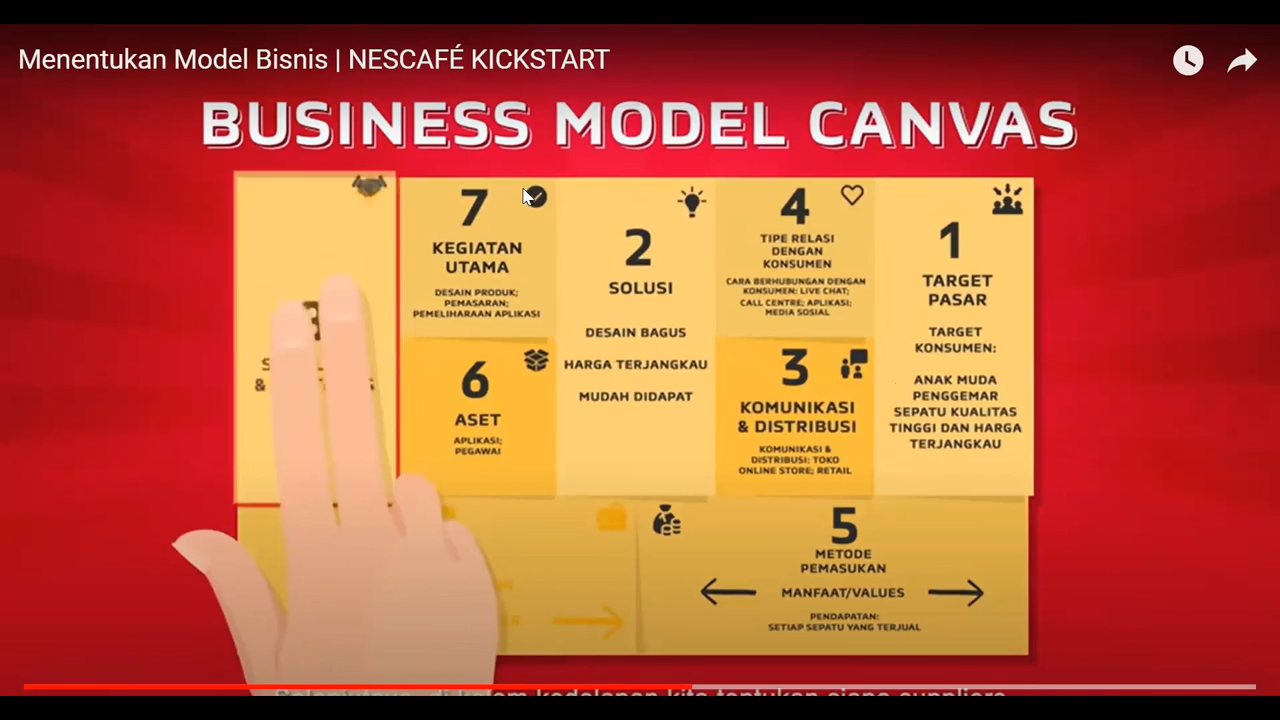 Menentukan Model Bisnis | NESCAFÉ KICKSTART
BUSINESS MODEL CANVAS
7
KEGIATAN
UTAMA
DESAIN PRODUK;
PEMASARAN;
PEMELIHARAAN APLIKASI
6
ASET
APLIKASI;
PEGAWAI
2
SOLUSI
DESAIN BAGUS
HARGA TERJANGKAU
MUDAH DIDAPAT
4
TIPE RELASI
DENGAN
KONSUMEN
CARA BERHUBUNGAN DENGAN
KONSUMEN: LIVE CHAT;
CALL CENTRE; APLIKASI;
MEDIA SOSIAL
3
KOMUNIKASI
& DISTRIBUSI
KOMUNIKASI &
DISTRIBUSI: TOKO
ONLINE STORE; RETAIL
1
TARGET
PASAR
TARGET
KONSUMEN:
ANAK MUDA
PENGGEMAR
SEPATU KUALITAS
TINGGI DAN HARGA
TERJANGKAU
5
METODE
PEMASUKAN
MANFAAT/VALUES
PENDAPATAN:
SETIAP SEPATU YANG TERJUAL